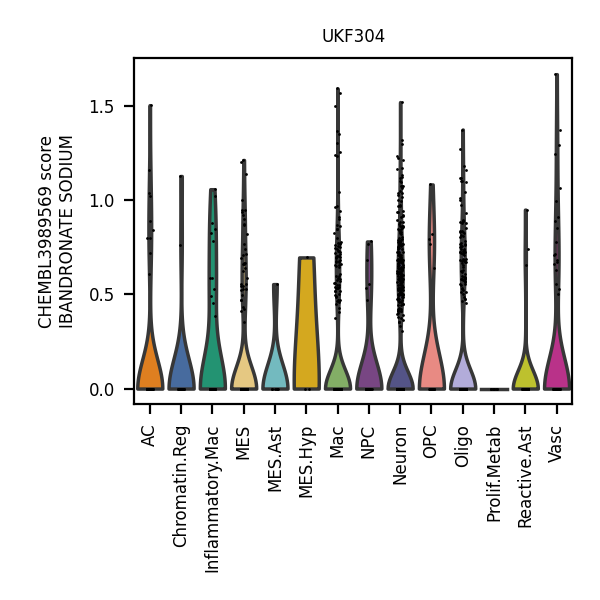 UKF304
CHEMBL3989569 score
IBANDRONATE SODIUM
1.5
1.0
0.5
0.0
AC
Chromatin.Reg
Inflammatory.Mac
MES
MES.Ast
MES.Hyp
Mac
NPC
Neuron
OPC
Oligo
Prolif.Metab
Reactive.Ast
Vasc